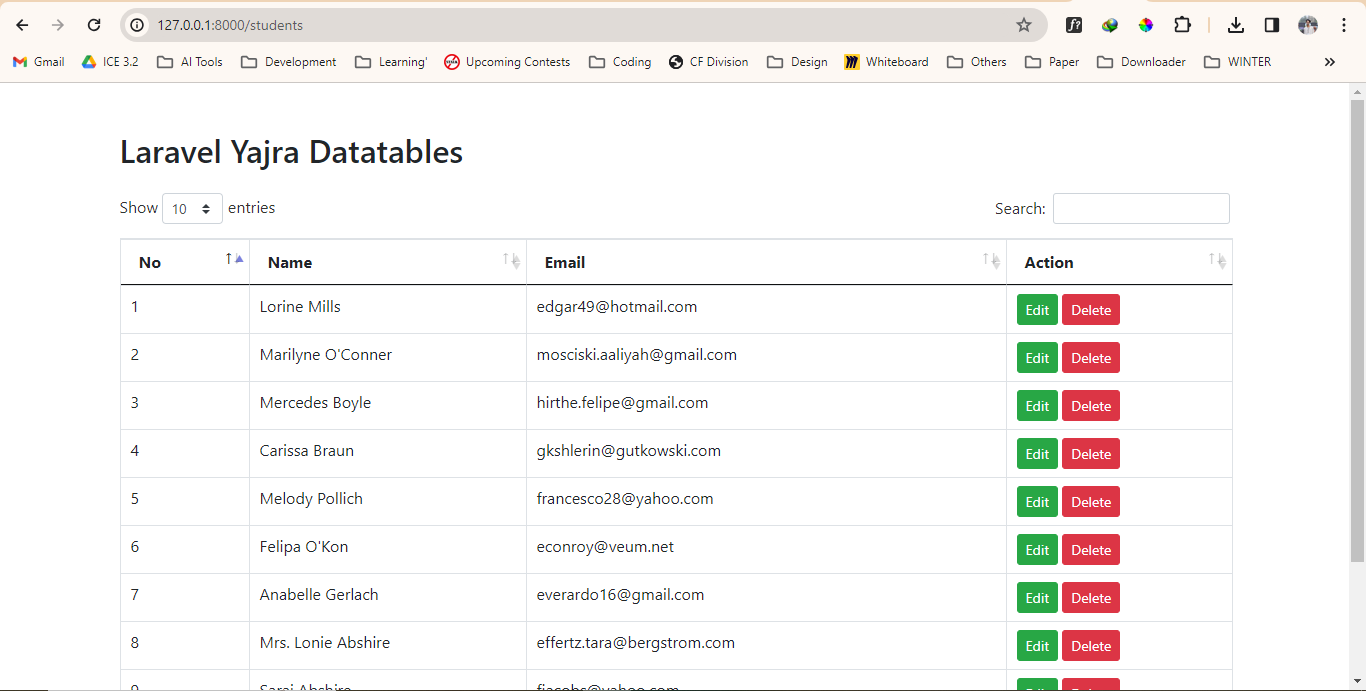 127.0.0.1:8000/students
Gmail ICE 3.2 AI Tools Development Learning' Upcoming Contests Coding CF Division Design Whiteboard Others Paper Downloader WINTER »
Laravel Yajra Datatables
Show 10 entries Search:
No Name Email Action
1 Lorine Mills edgar49@hotmail.com Edit Delete
2 Marilyne O'Conner mosciski.aaliyah@gmail.com Edit Delete
3 Mercedes Boyle hirthe.felipe@gmail.com Edit Delete
4 Carissa Braun gkshlerin@gutkowski.com Edit Delete
5 Melody Pollich francesco28@yahoo.com Edit Delete
6 Felipa O'Kon econroy@veum.net Edit Delete
7 Anabelle Gerlach everardo16@gmail.com Edit Delete
8 Mrs. Lonie Abshire effertz.tara@bergstrom.com Edit Delete